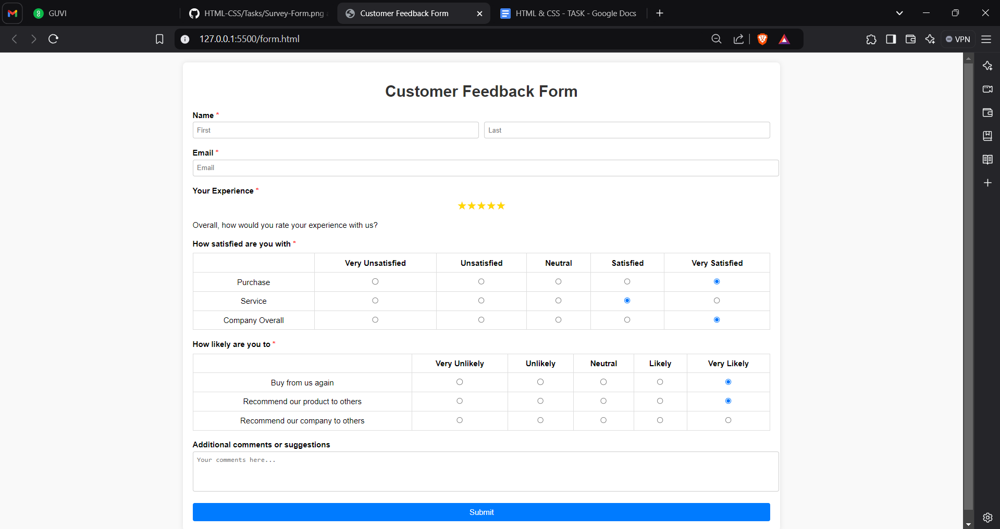 GUVI
HTML-CSS/Tasks/Survey-Form.png
Customer Feedback Form
HTML & CSS - TASK - Google Docs
127.0.0.1:5500/form.html
VPN
Customer Feedback Form
Name *
First
Last
Email *
Email
Your Experience *
★★★★★
Overall, how would you rate your experience with us?
How satisfied are you with *
Very Unsatisfied Unsatisfied Neutral Satisfied Very Satisfied
Purchase
Service
Company Overall
How likely are you to *
Very Unlikely Unlikely Neutral Likely Very Likely
Buy from us again
Recommend our product to others
Recommend our company to others
Additional comments or suggestions
Your comments here...
Submit